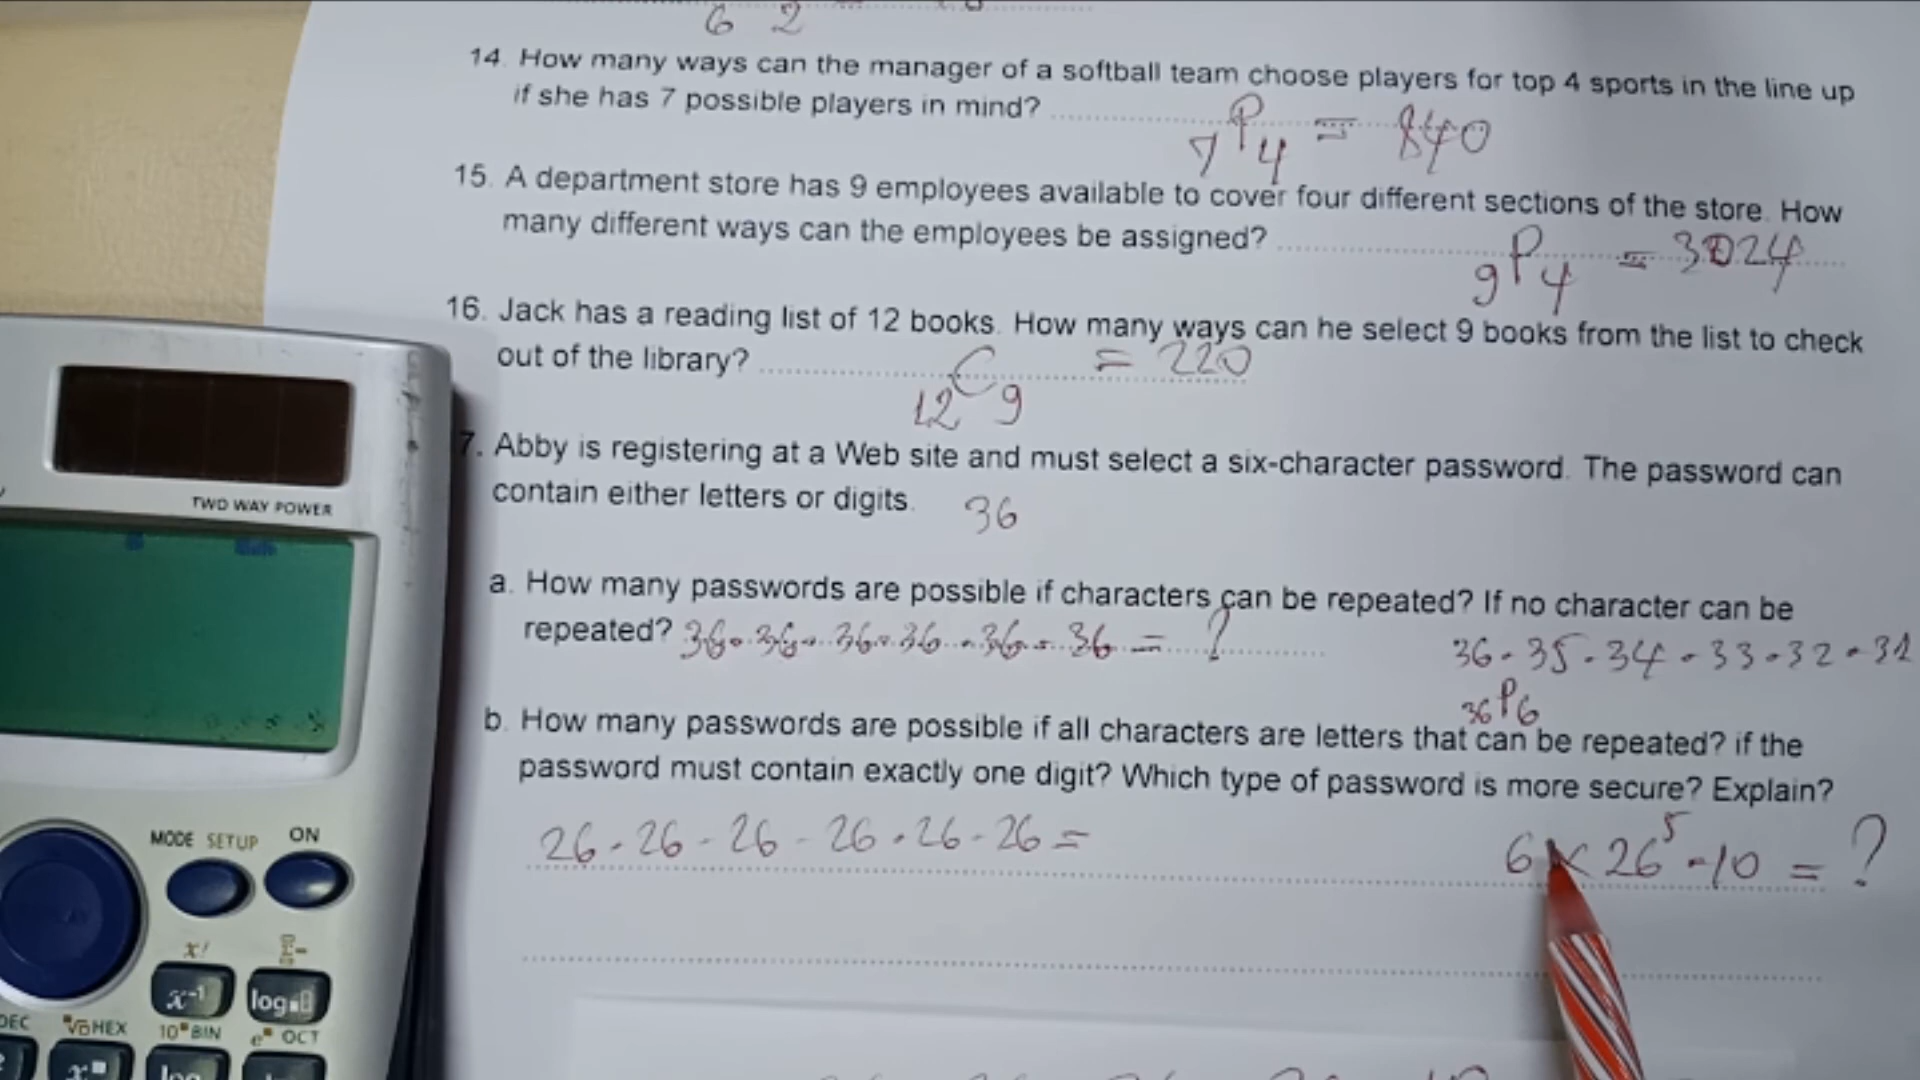 6 2
14. How many ways can the manager of a softball team choose players for top 4 sports in the line up
if she has 7 possible players in mind? 7P4 = 840
15. A department store has 9 employees available to cover four different sections of the store. How
many different ways can the employees be assigned? 9P4 = 3024
16. Jack has a reading list of 12 books. How many ways can he select 9 books from the list to check
out of the library? 12C9 = 220
7. Abby is registering at a Web site and must select a six-character password. The password can
contain either letters or digits. 36
a. How many passwords are possible if characters can be repeated? If no character can be
repeated? 36.36.36.36.36.36 = ? 36.35.34.33.32.31
36P6
b. How many passwords are possible if all characters are letters that can be repeated? if the
password must contain exactly one digit? Which type of password is more secure? Explain?
26.26.26.26.26.26= 6×26⁵.10 = ?
TWO WAY POWER
MODE SETUP ON
x!
x⁻¹ log
DEC HEX 10 BIN e OCT
x log